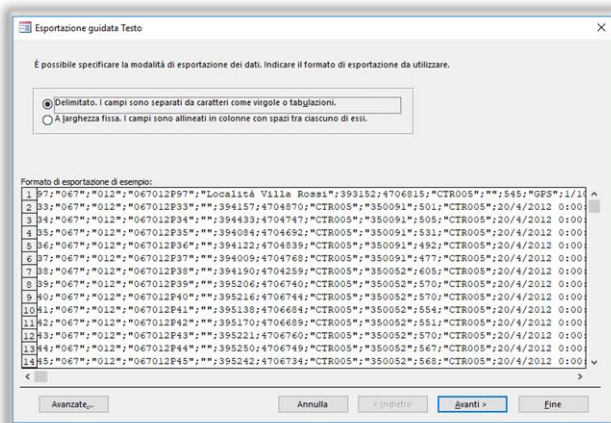 Esportazione guidata Testo
È possibile specificare la modalità di esportazione dei dati. Indicare il formato di esportazione da utilizzare.
Delimitato. I campi sono separati da caratteri come virgole o tabulazioni.
A larghezza fissa. I campi sono allineati in colonne con spazi tra ciascuno di essi.
Formato di esportazione di esempio:
1 97;"067";"012";"067012P97";"Località Villa Rossi";393152;4706815;"CTR005";"";545;"GPS";1/10
2 33;"067";"012";"067012P33";"";394157;4704870;"CTR005";"350091";501;"CTR005";20/4/2012 0:00:
3 34;"067";"012";"067012P34";"";394433;4704747;"CTR005";"350091";505;"CTR005";20/4/2012 0:00:
4 35;"067";"012";"067012P35";"";394084;4704692;"CTR005";"350091";531;"CTR005";20/4/2012 0:00:
5 36;"067";"012";"067012P36";"";394122;4704839;"CTR005";"350091";492;"CTR005";20/4/2012 0:00:
6 37;"067";"012";"067012P37";"";394009;4704768;"CTR005";"350091";477;"CTR005";20/4/2012 0:00:
7 38;"067";"012";"067012P38";"";394190;4704259;"CTR005";"350052";605;"CTR005";20/4/2012 0:00:
8 39;"067";"012";"067012P39";"";395206;4706740;"CTR005";"350052";570;"CTR005";20/4/2012 0:00:
9 40;"067";"012";"067012P40";"";395216;4706744;"CTR005";"350052";570;"CTR005";20/4/2012 0:00:
10 41;"067";"012";"067012P41";"";395138;4706684;"CTR005";"350052";554;"CTR005";20/4/2012 0:00:
11 42;"067";"012";"067012P42";"";395170;4706689;"CTR005";"350052";551;"CTR005";20/4/2012 0:00:
12 43;"067";"012";"067012P43";"";395221;4706760;"CTR005";"350052";570;"CTR005";20/4/2012 0:00:
13 44;"067";"012";"067012P44";"";395250;4706749;"CTR005";"350052";567;"CTR005";20/4/2012 0:00:
14 45;"067";"012";"067012P45";"";395242;4706734;"CTR005";"350052";568;"CTR005";20/4/2012 0:00:
Avanzate... Annulla < Indietro Avanti > Fine